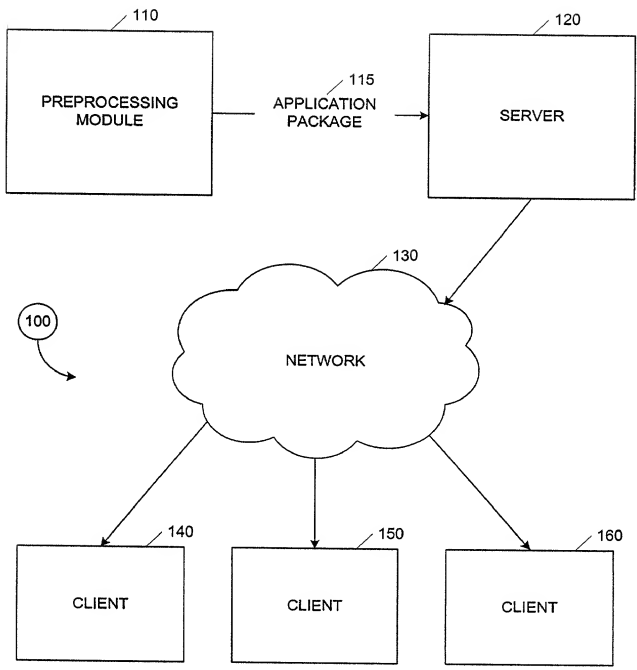 110
PREPROCESSING
MODULE
115
APPLICATION
PACKAGE
120
SERVER
130
NETWORK
100
140
CLIENT
150
CLIENT
160
CLIENT